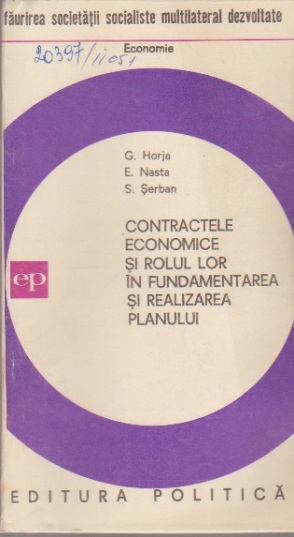 făurirea societății socialiste multilateral dezvoltate
Economie
20397/11051
G. Horja
E. Nasta
S. Șerban
CONTRACTELE
ECONOMICE
ȘI ROLUL LOR
ÎN FUNDAMENTAREA
ȘI REALIZAREA
PLANULUI
ep
EDITURA POLITICĂ